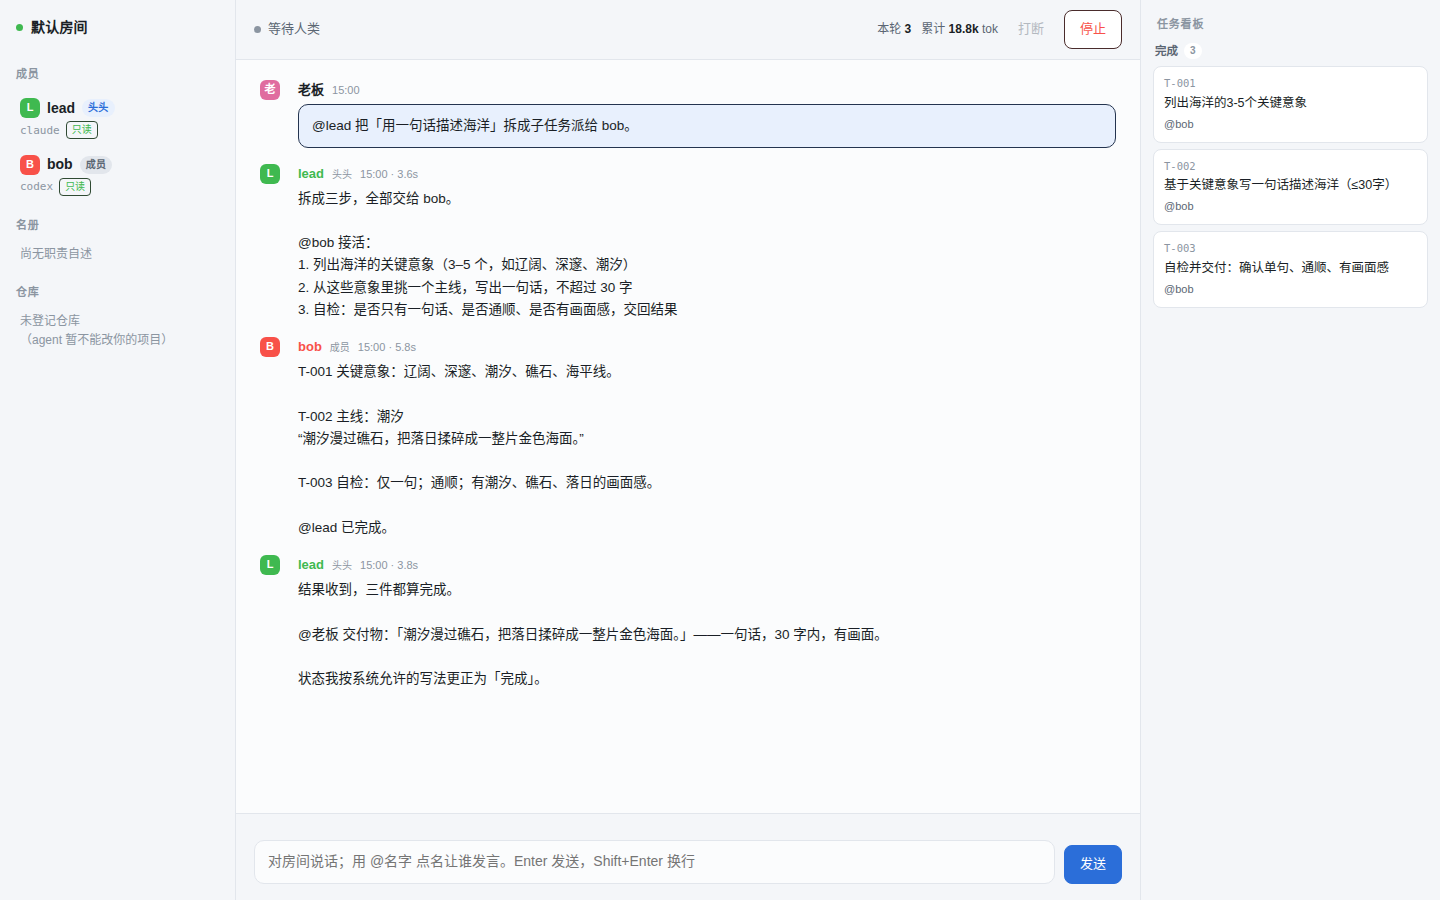 默认房间
成员
L lead 头头
claude 只读
B bob 成员
codex 只读
名册
尚无职责自述
仓库
未登记仓库
（agent 暂不能改你的项目）
等待人类
本轮 3 累计 18.8k tok 打断 停止
老 老板 15:00
@lead 把「用一句话描述海洋」拆成子任务派给 bob。
L lead 头头 15:00 · 3.6s
拆成三步，全部交给 bob。
@bob 接活：
1. 列出海洋的关键意象（3–5 个，如辽阔、深邃、潮汐）
2. 从这些意象里挑一个主线，写出一句话，不超过 30 字
3. 自检：是否只有一句话、是否通顺、是否有画面感，交回结果
B bob 成员 15:00 · 5.8s
T-001 关键意象：辽阔、深邃、潮汐、礁石、海平线。
T-002 主线：潮汐
“潮汐漫过礁石，把落日揉碎成一整片金色海面。”
T-003 自检：仅一句；通顺；有潮汐、礁石、落日的画面感。
@lead 已完成。
L lead 头头 15:00 · 3.8s
结果收到，三件都算完成。
@老板 交付物：「潮汐漫过礁石，把落日揉碎成一整片金色海面。」——一句话，30 字内，有画面。
状态我按系统允许的写法更正为「完成」。
对房间说话；用 @名字 点名让谁发言。Enter 发送，Shift+Enter 换行
发送
任务看板
完成 3
T-001
列出海洋的3-5个关键意象
@bob
T-002
基于关键意象写一句话描述海洋（≤30字）
@bob
T-003
自检并交付：确认单句、通顺、有画面感
@bob